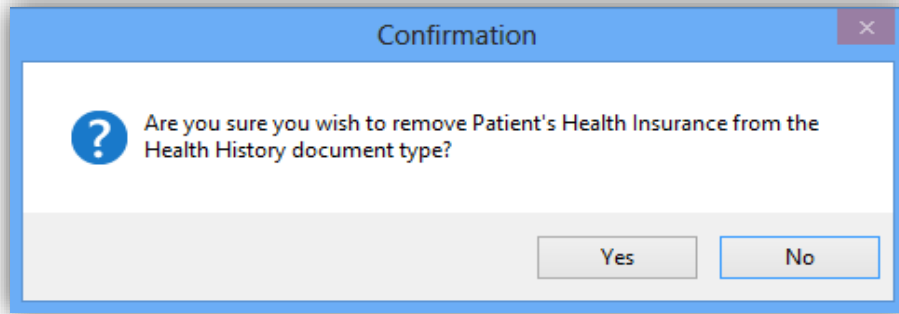 Confirmation
Are you sure you wish to remove Patient's Health Insurance from the
Health History document type?
Yes
No